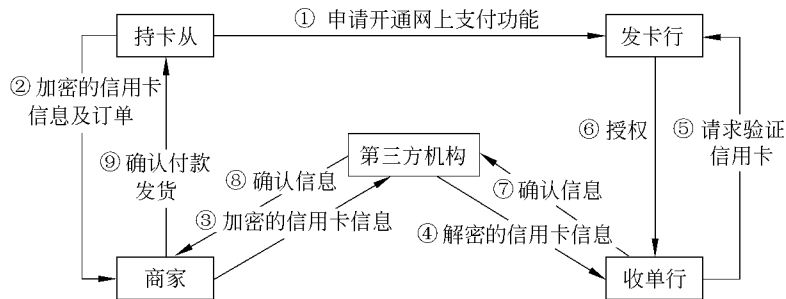 ① 申请开通网上支付功能
持卡从
发卡行
② 加密的信用卡
信息及订单
⑥ 授权
⑤ 请求验证
信用卡
第三方机构
⑨ 确认付款
发货
⑧ 确认信息
⑦ 确认信息
③ 加密的信用卡信息
④ 解密的信用卡信息
商家
收单行